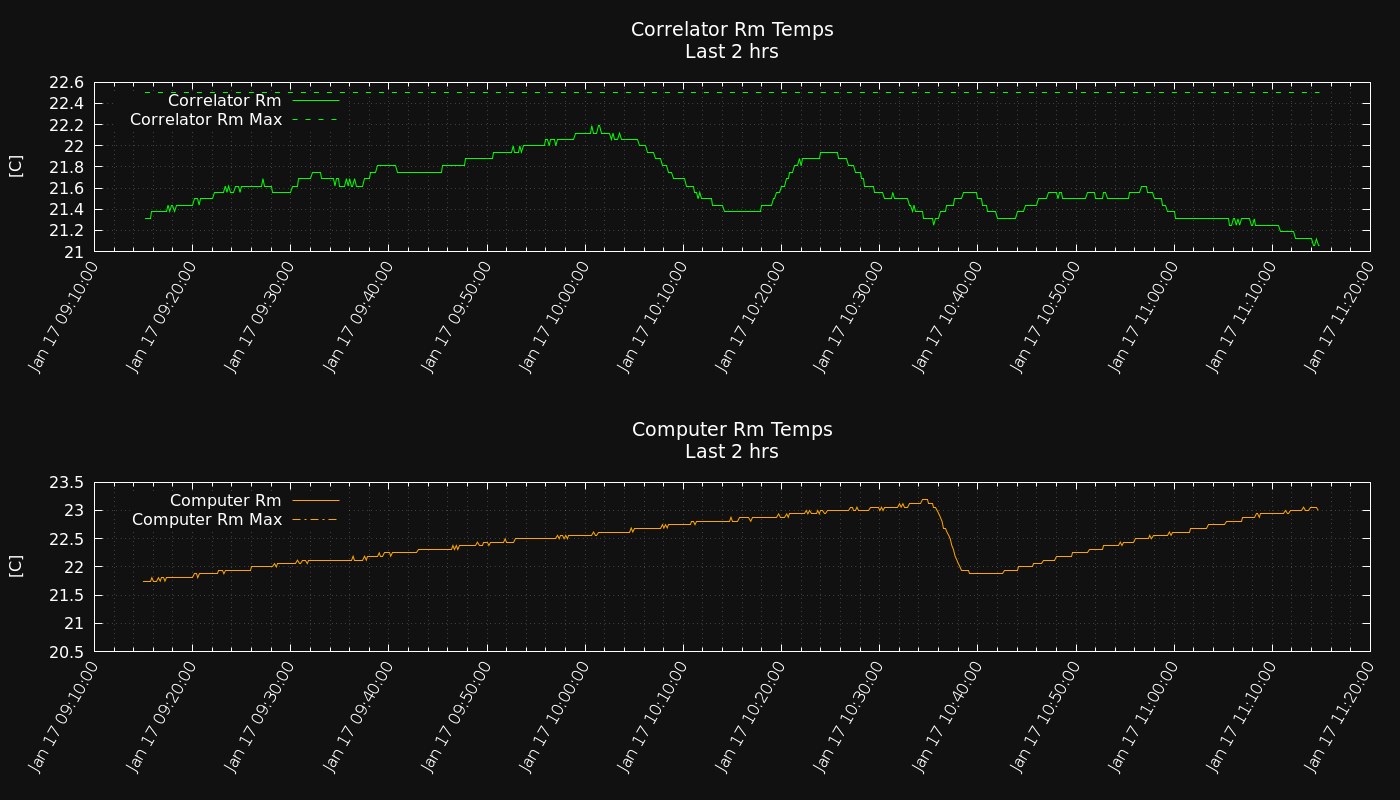 Correlator Rm Temps
Last 2 hrs
[C]
22.6
22.4
22.2
22
21.8
21.6
21.4
21.2
21
Correlator Rm
Correlator Rm Max
Jan 17 09:10:00
Jan 17 09:20:00
Jan 17 09:30:00
Jan 17 09:40:00
Jan 17 09:50:00
Jan 17 10:00:00
Jan 17 10:10:00
Jan 17 10:20:00
Jan 17 10:30:00
Jan 17 10:40:00
Jan 17 10:50:00
Jan 17 11:00:00
Jan 17 11:10:00
Jan 17 11:20:00
Computer Rm Temps
Last 2 hrs
[C]
23.5
23
22.5
22
21.5
21
20.5
Computer Rm
Computer Rm Max
Jan 17 09:10:00
Jan 17 09:20:00
Jan 17 09:30:00
Jan 17 09:40:00
Jan 17 09:50:00
Jan 17 10:00:00
Jan 17 10:10:00
Jan 17 10:20:00
Jan 17 10:30:00
Jan 17 10:40:00
Jan 17 10:50:00
Jan 17 11:00:00
Jan 17 11:10:00
Jan 17 11:20:00